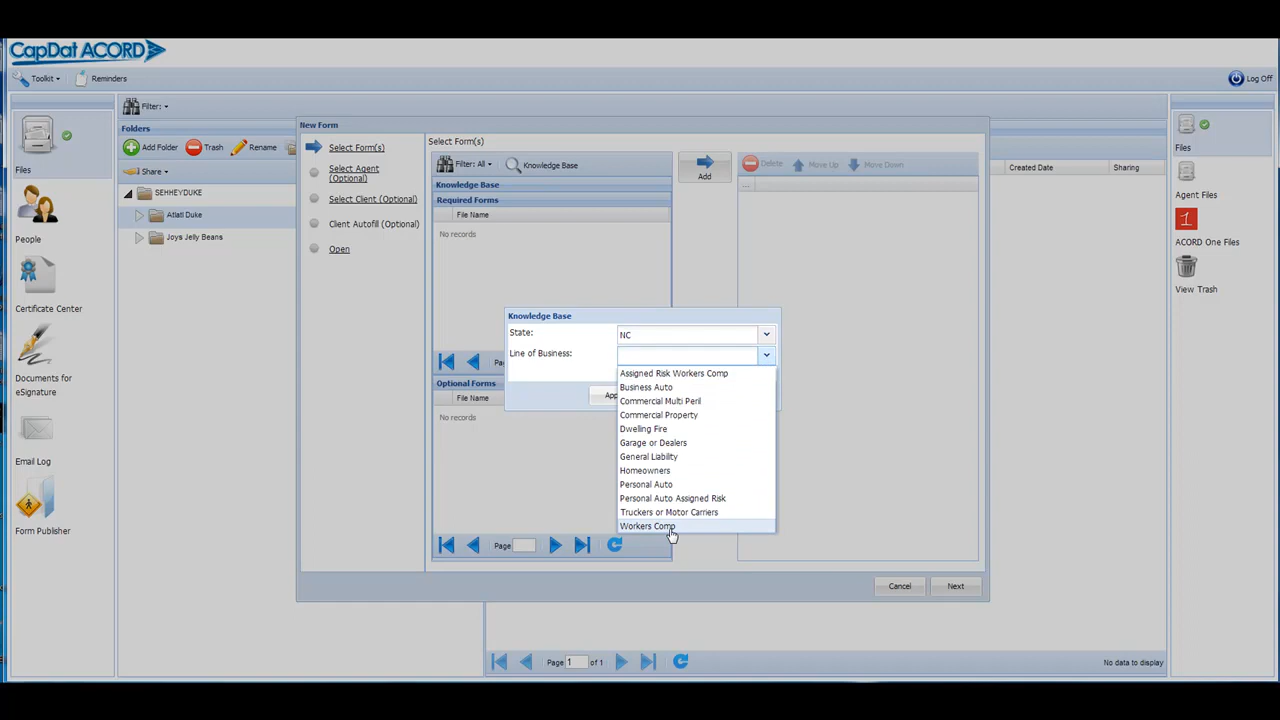 CapDat ACORD
Toolkit
Reminders
Log Off
Filter:
Folders
Add Folder
Trash
Rename
Share
SEHHEYDUKE
Atlatl Duke
Joys Jelly Beans
Files
People
Certificate Center
Documents for
eSignature
Email Log
Form Publisher
New Form
Select Form(s)
Select Agent
(Optional)
Select Client (Optional)
Client Autofill (Optional)
Open
Select Form(s)
Filter: All
Knowledge Base
Knowledge Base
Required Forms
File Name
No records
Optional Forms
File Name
No records
Page
Add
Delete
Move Up
Move Down
...
Knowledge Base
State:
NC
Line of Business:
Assigned Risk Workers Comp
Business Auto
Commercial Multi Peril
Commercial Property
Dwelling Fire
Garage or Dealers
General Liability
Homeowners
Personal Auto
Personal Auto Assigned Risk
Truckers or Motor Carriers
Workers Comp
Cancel
Next
Created Date
Sharing
Page 1 of 1
No data to display
Files
Agent Files
1
ACORD One Files
View Trash